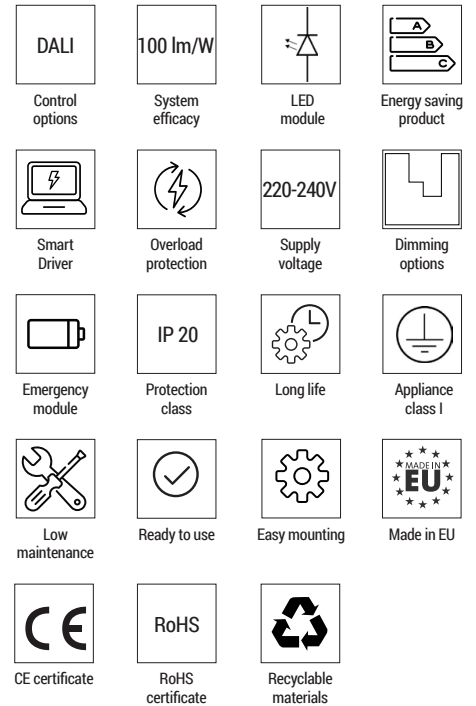 DALI
Control
options
100 lm/W
System
efficacy
LED
module
A
B
C
Energy saving
product
Smart
Driver
Overload
protection
220-240V
Supply
voltage
Dimming
options
Emergency
module
IP 20
Protection
class
Long life
Appliance
class I
Low
maintenance
Ready to use
Easy mounting
MADE IN
EU
Made in EU
CE
CE certificate
RoHS
RoHS
certificate
Recyclable
materials